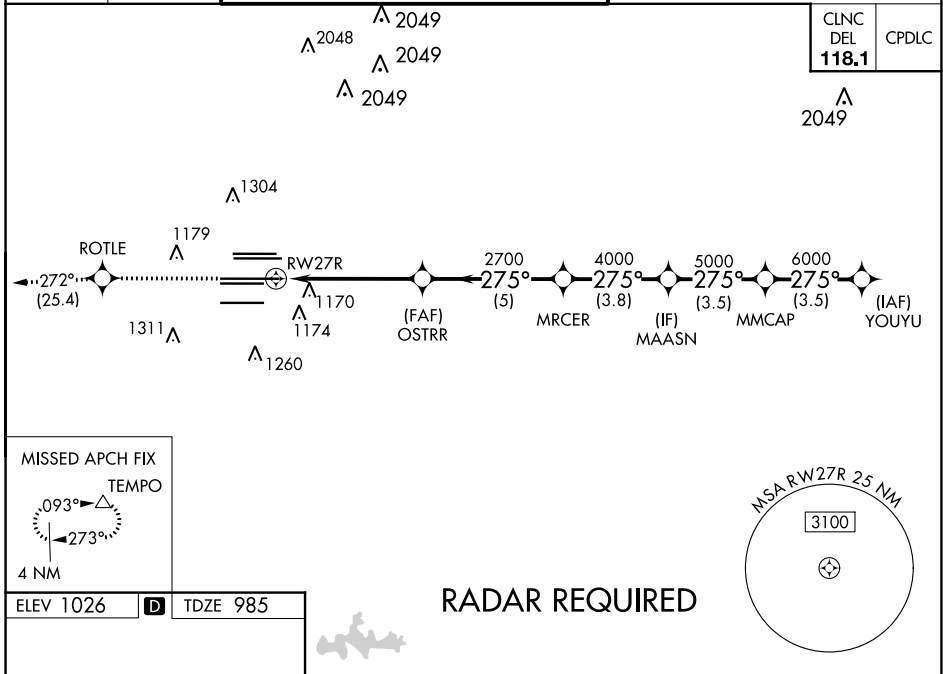 2049
2048
2049
2049
CLNC
DEL
118.1
CPDLC
2049
1304
1179
ROTLE
RW27R
272°
(25.4)
1170
1174
1311
1260
(FAF)
OSTRR
2700
275°
(5)
MRCER
4000
275°
(3.8)
(IF)
MAASN
5000
275°
(3.5)
MMCAP
6000
275°
(3.5)
(IAF)
YOUYU
MISSED APCH FIX
TEMPO
093°
273°
4 NM
MSA RW27R 25 NM
3100
RADAR REQUIRED
ELEV 1026 D TDZE 985